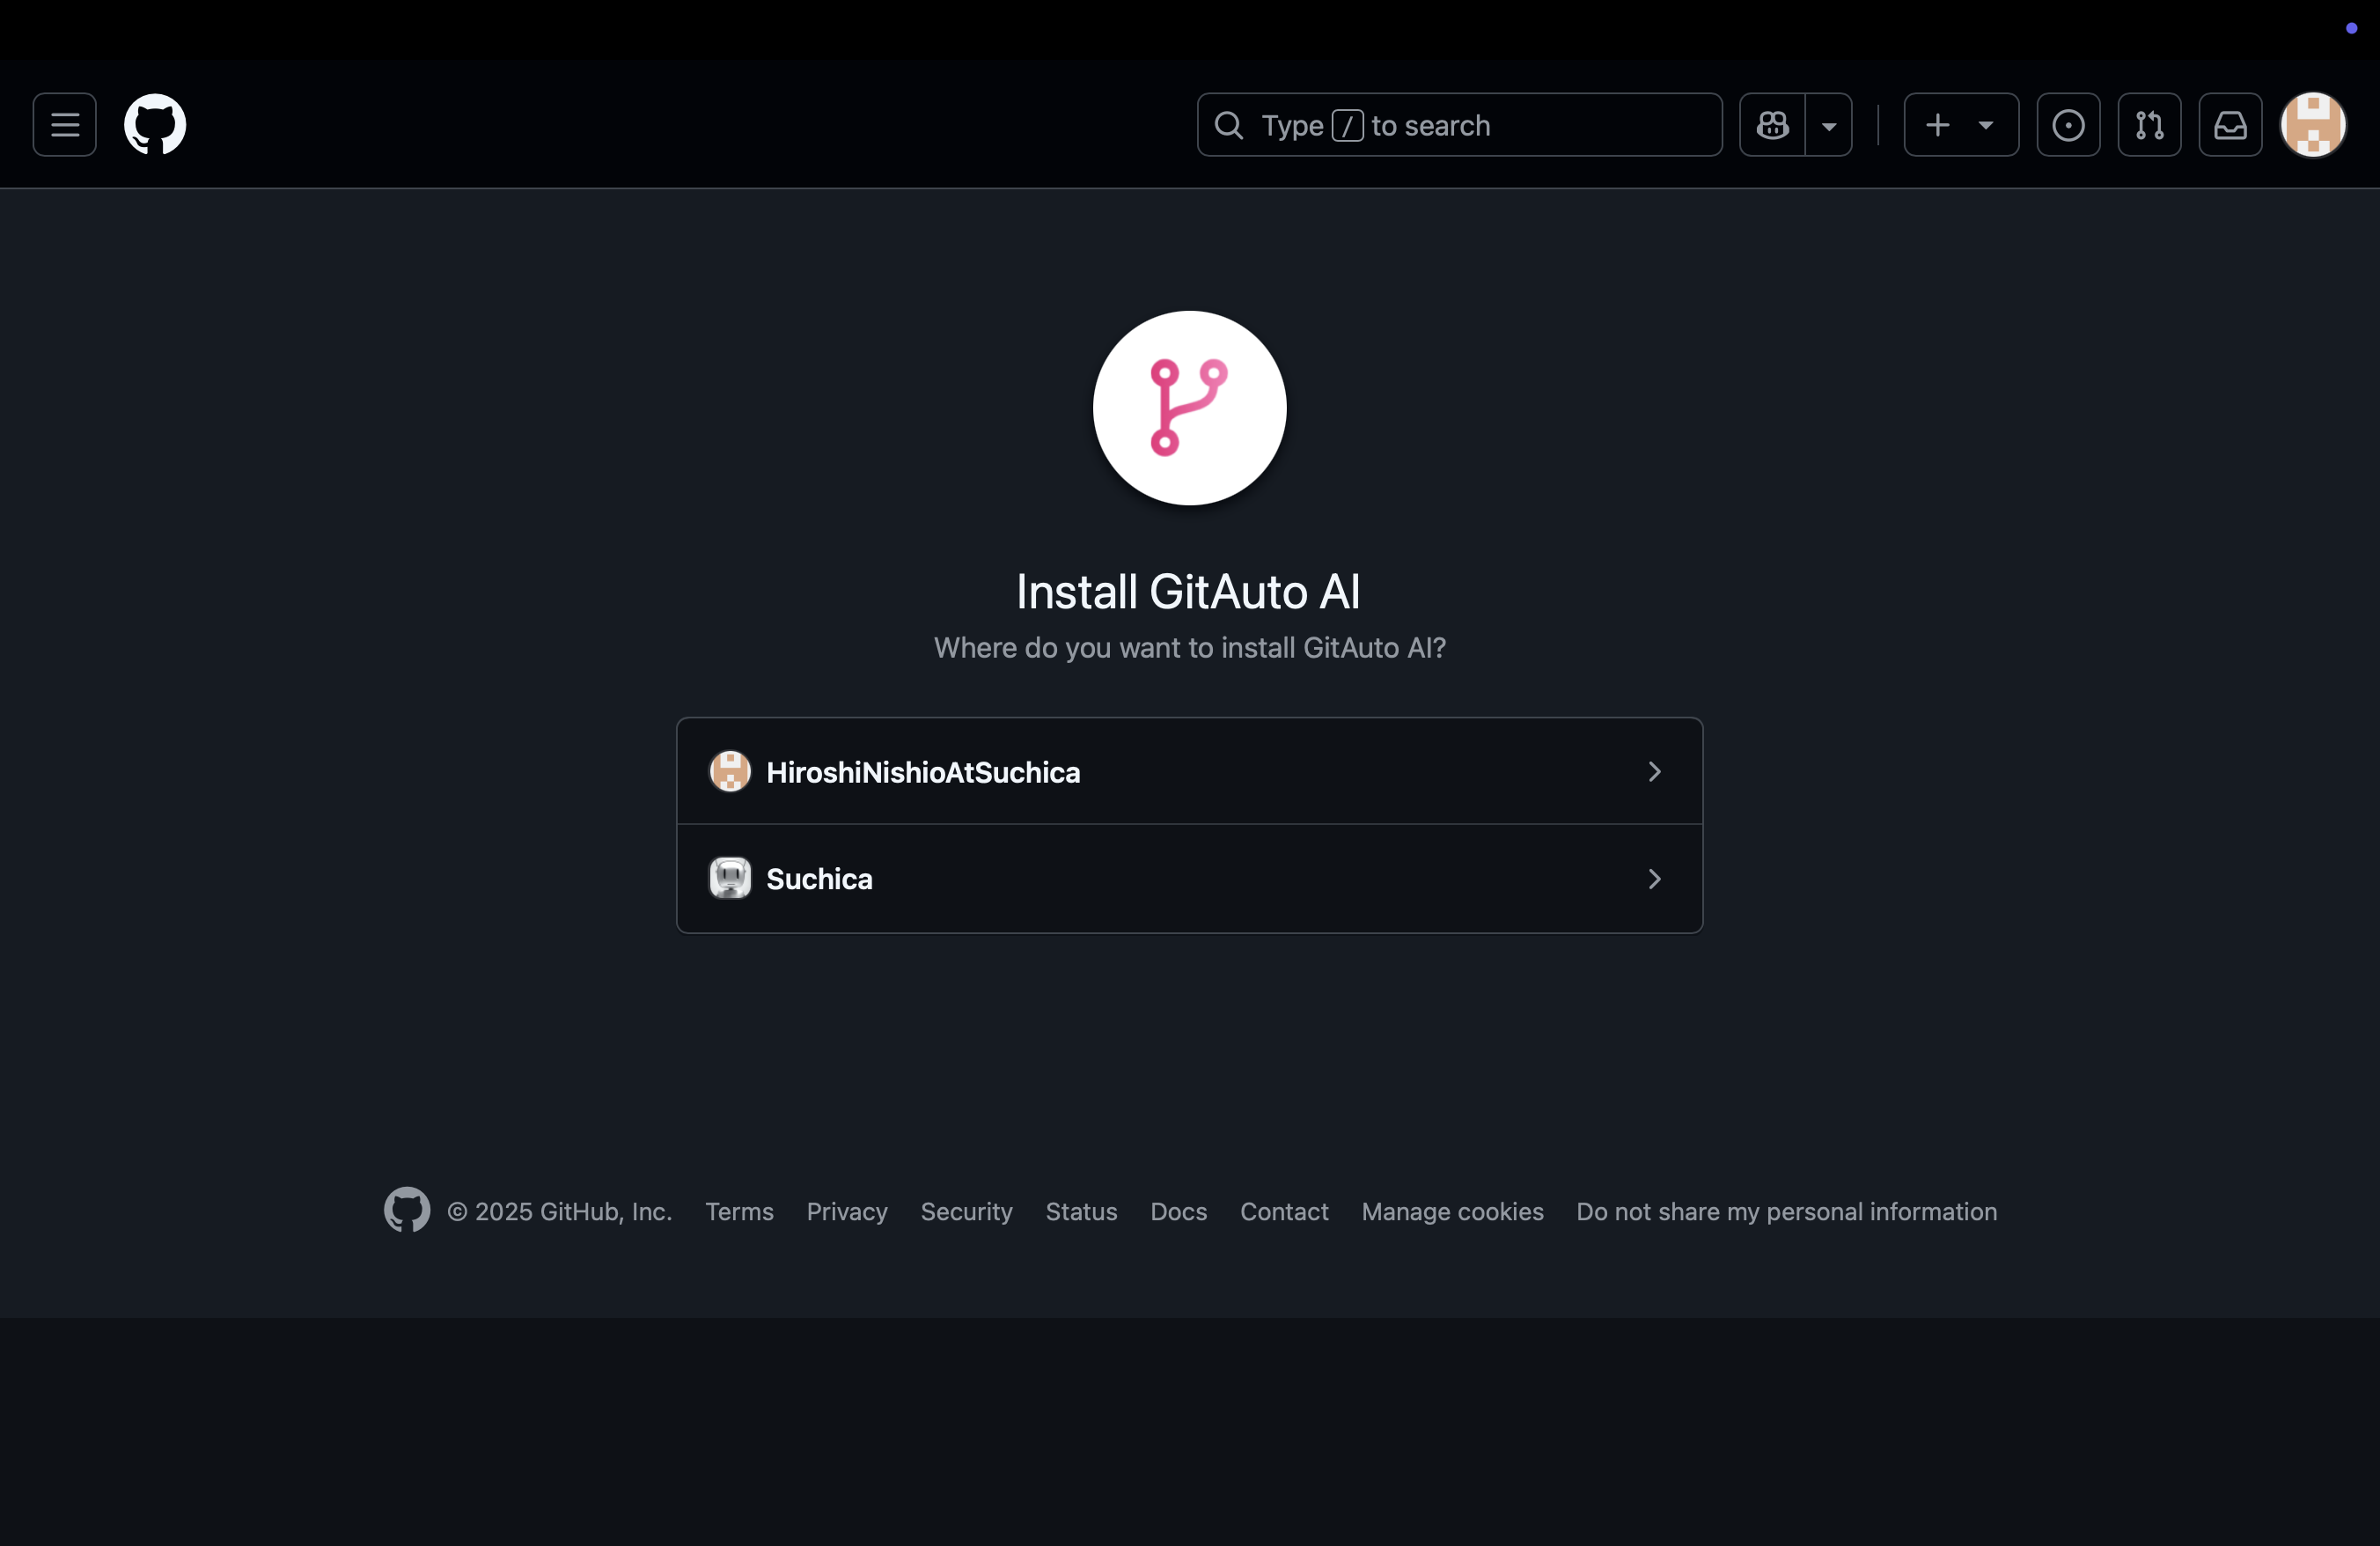 Type / to search
Install GitAuto AI
Where do you want to install GitAuto AI?
HiroshiNishioAtSuchica
Suchica
© 2025 GitHub, Inc. Terms Privacy Security Status Docs Contact Manage cookies Do not share my personal information